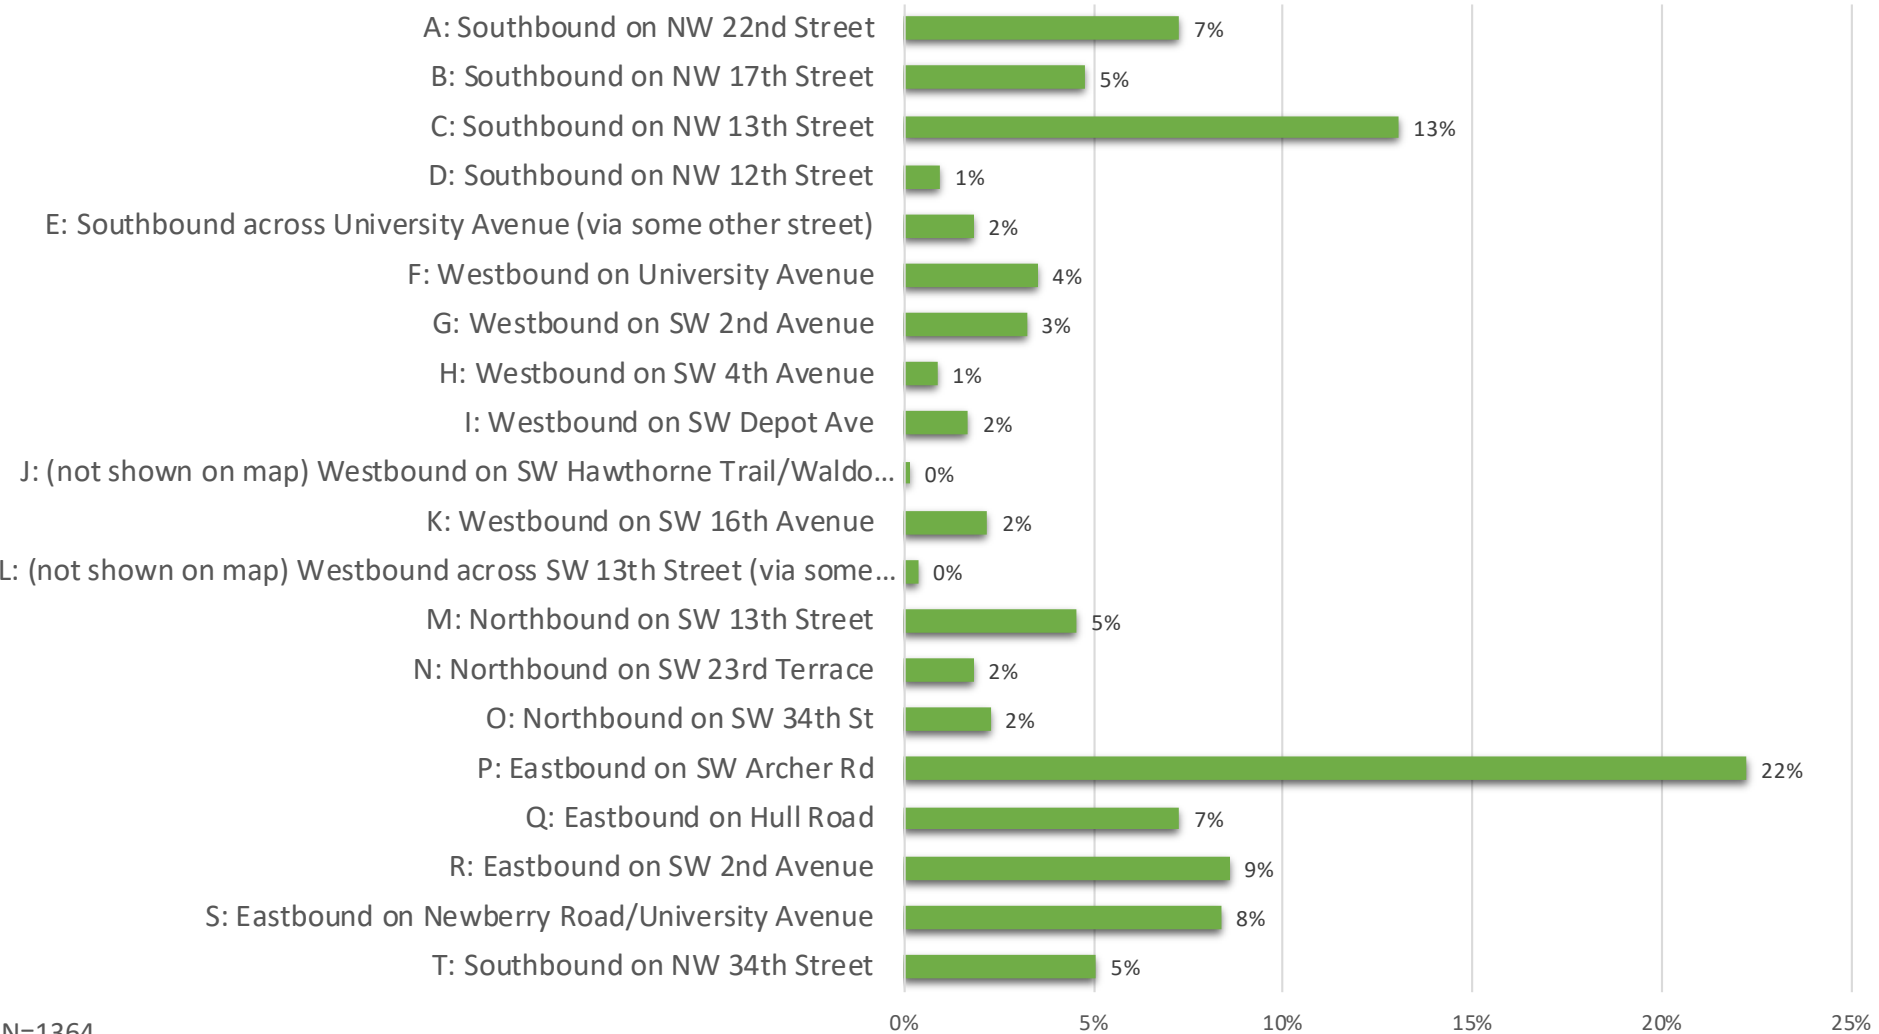 A: Southbound on NW 22nd Street 7%
B: Southbound on NW 17th Street 5%
C: Southbound on NW 13th Street 13%
D: Southbound on NW 12th Street 1%
E: Southbound across University Avenue (via some other street) 2%
F: Westbound on University Avenue 4%
G: Westbound on SW 2nd Avenue 3%
H: Westbound on SW 4th Avenue 1%
I: Westbound on SW Depot Ave 2%
J: (not shown on map) Westbound on SW Hawthorne Trail/Waldo... 0%
K: Westbound on SW 16th Avenue 2%
L: (not shown on map) Westbound across SW 13th Street (via some... 0%
M: Northbound on SW 13th Street 5%
N: Northbound on SW 23rd Terrace 2%
O: Northbound on SW 34th St 2%
P: Eastbound on SW Archer Rd 22%
Q: Eastbound on Hull Road 7%
R: Eastbound on SW 2nd Avenue 9%
S: Eastbound on Newberry Road/University Avenue 8%
T: Southbound on NW 34th Street 5%
0% 5% 10% 15% 20% 25%
N=1364